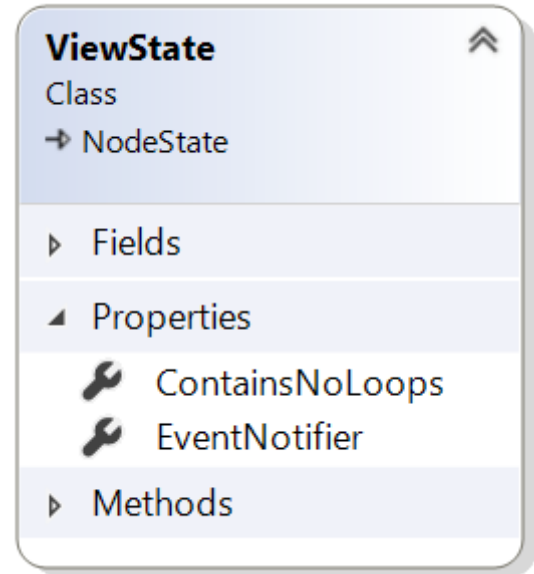 ViewState
Class
NodeState
Fields
Properties
ContainsNoLoops
EventNotifier
Methods